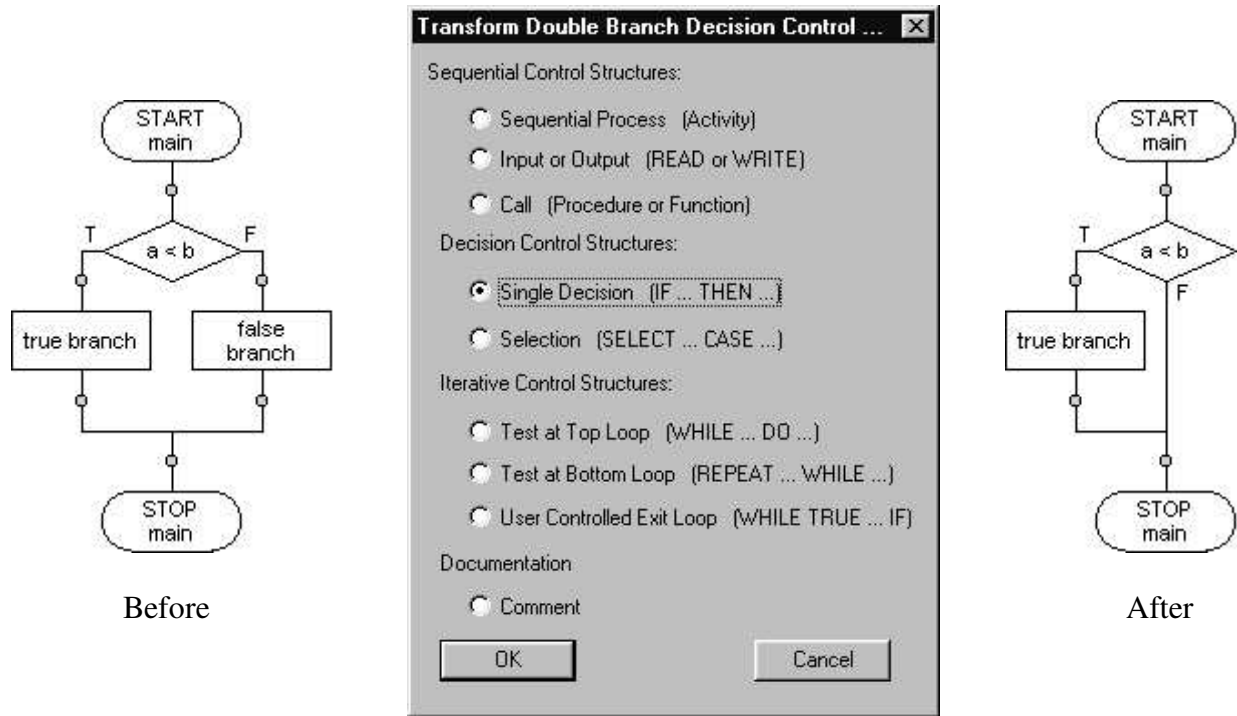 START
main
T
F
a < b
true branch
false
branch
STOP
main
Before
Transform Double Branch Decision Control ...
Sequential Control Structures:
Sequential Process (Activity)
Input or Output (READ or WRITE)
Call (Procedure or Function)
Decision Control Structures:
Single Decision (IF ... THEN ...)
Selection (SELECT ... CASE ...)
Iterative Control Structures:
Test at Top Loop (WHILE ... DO ...)
Test at Bottom Loop (REPEAT ... WHILE ...)
User Controlled Exit Loop (WHILE TRUE ... IF)
Documentation
Comment
OK
Cancel
START
main
T
a < b
F
true branch
STOP
main
After